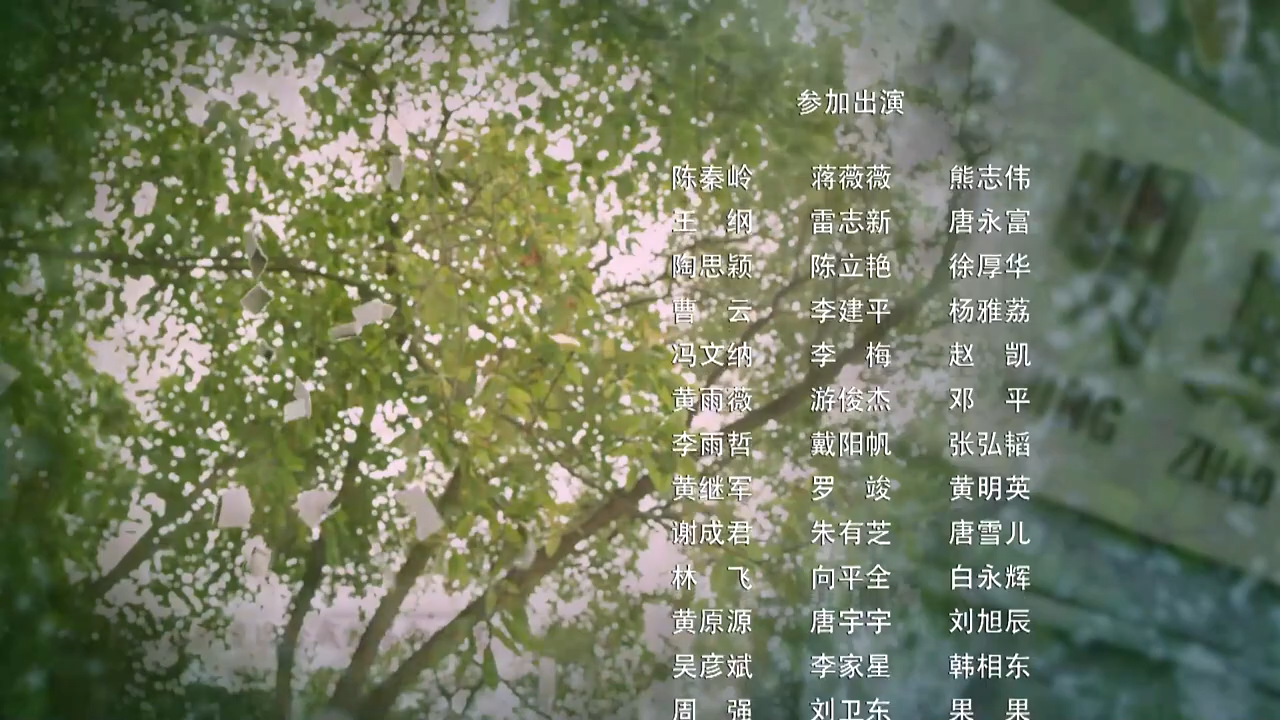 参加出演
陈秦岭 蒋薇薇 熊志伟
王 纲 雷志新 唐永富
陶思颖 陈立艳 徐厚华
曹 云 李建平 杨雅荔
冯文纳 李 梅 赵 凯
黄雨薇 游俊杰 邓 平
李雨哲 戴阳帆 张弘韬
黄继军 罗 竣 黄明英
谢成君 朱有芝 唐雪儿
林 飞 向平全 白永辉
黄原源 唐宇宇 刘旭辰
吴彦斌 李家星 韩相东
周 强 刘卫东 果 果